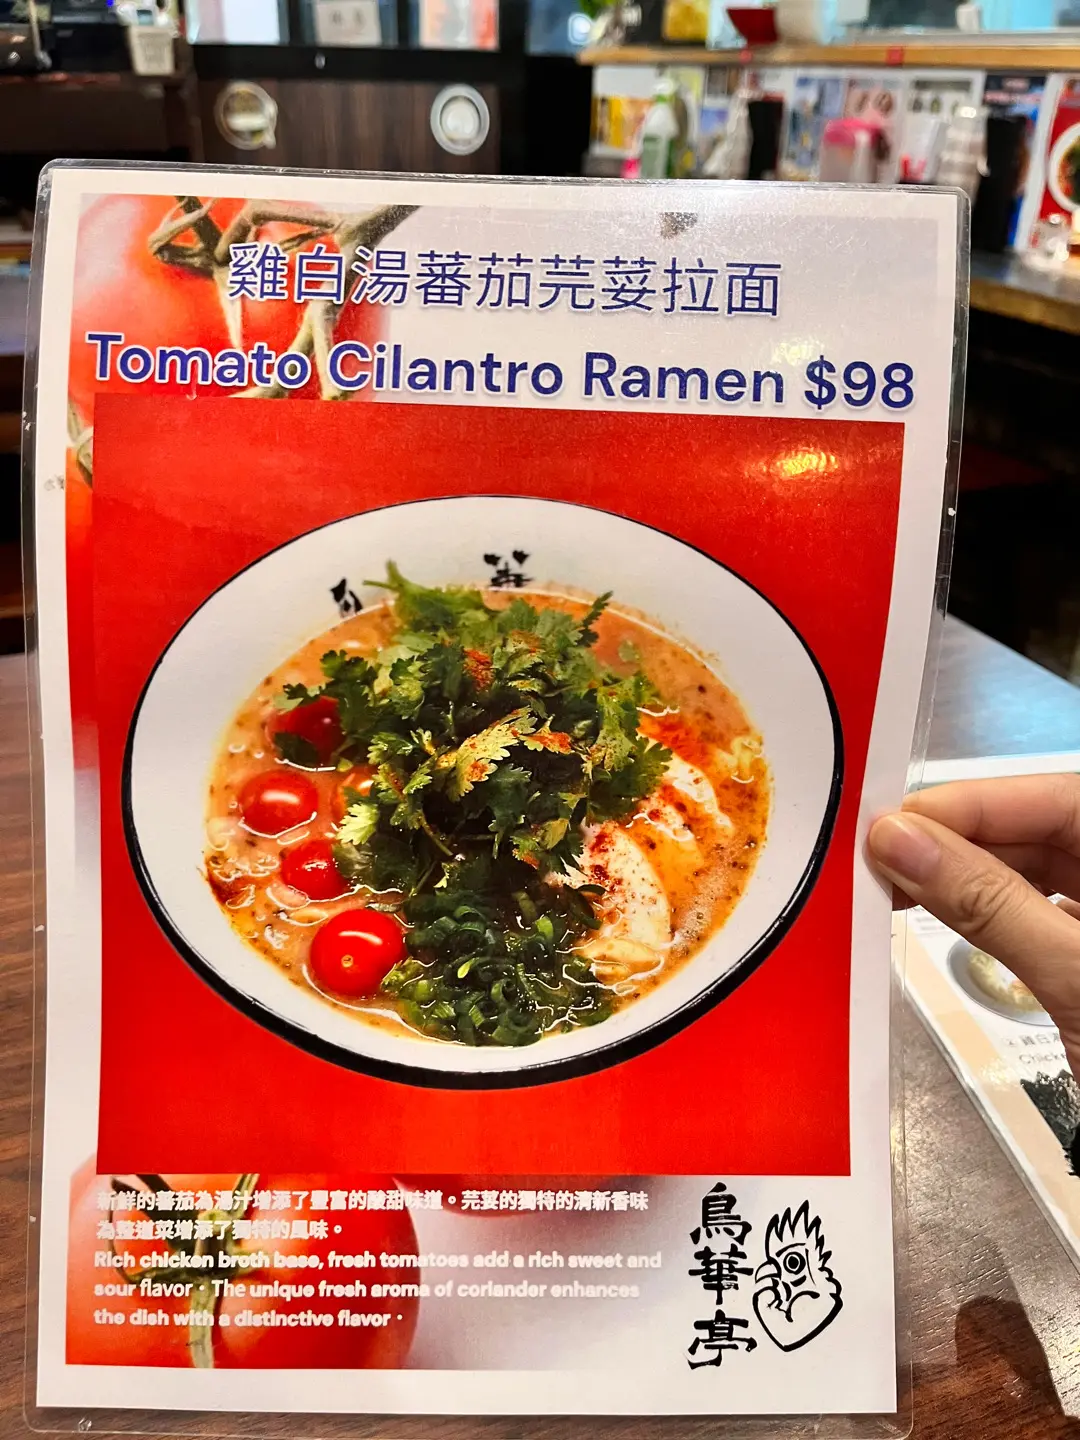 雞白湯蕃茄芫荽拉面
Tomato Cilantro Ramen $98
新鮮的蕃茄為湯汁增添了豐富的酸甜味道。芫荽的獨特的清新香味
為整道菜增添了獨特的風味。
Rich chicken broth base, fresh tomatoes add a rich sweet and
sour flavor·The unique fresh aroma of coriander enhances
the dish with a distinctive flavor·
鳥華亭
雞白湯
Chicke